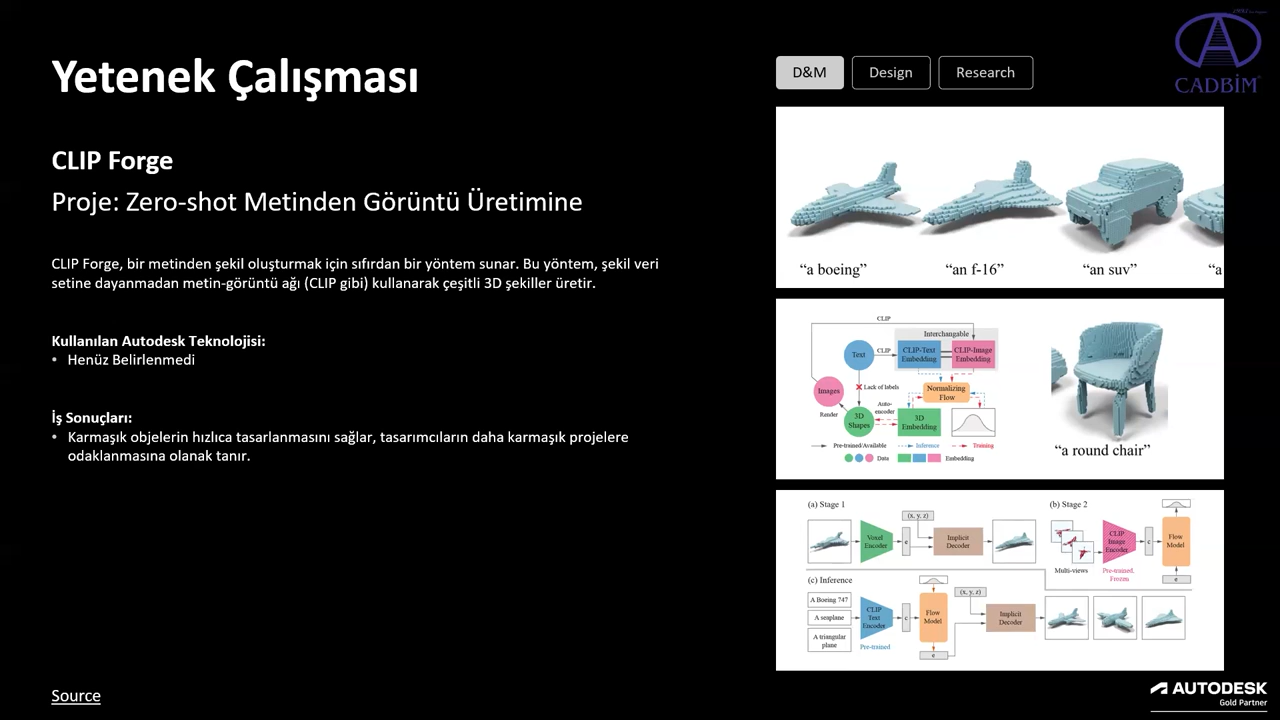 Yetenek Çalışması
CLIP Forge
Proje: Zero-shot Metinden Görüntü Üretimine
CLIP Forge, bir metinden şekil oluşturmak için sıfırdan bir yöntem sunar. Bu yöntem, şekil veri
setine dayanmadan metin-görüntü ağı (CLIP gibi) kullanarak çeşitli 3D şekiller üretir.
Kullanılan Autodesk Teknolojisi:
• Henüz Belirlenmedi
İş Sonuçları:
• Karmaşık objelerin hızlıca tasarlanmasını sağlar, tasarımcıların daha karmaşık projelere
odaklanmasına olanak tanır.
Source
D&M Design Research
CADBİM
“a boeing” “an f-16” “an suv” “a
CLIP
Interchangable
Text
CLIP
CLIP-Text
Embedding
CLIP-Image
Embedding
Images
Lack of labels
Normalizing
Flow
Render
Auto-
encoder
3D
Shapes
3D
Embedding
Pre-trained/Available Inference Training
Data Embedding
“a round chair”
(a) Stage 1
(x, y, z)
Voxel
Encoder
e
Implicit
Decoder
(b) Stage 2
Multi-views
CLIP
Image
Encoder
Pre-trained,
Frozen
c
Flow
Model
e
(c) Inference
A Boeing 747
A seaplane
A triangular
plane
CLIP
Text
Encoder
Pre-trained
c
Flow
Model
e
(x, y, z)
Implicit
Decoder
AUTODESK
Gold Partner